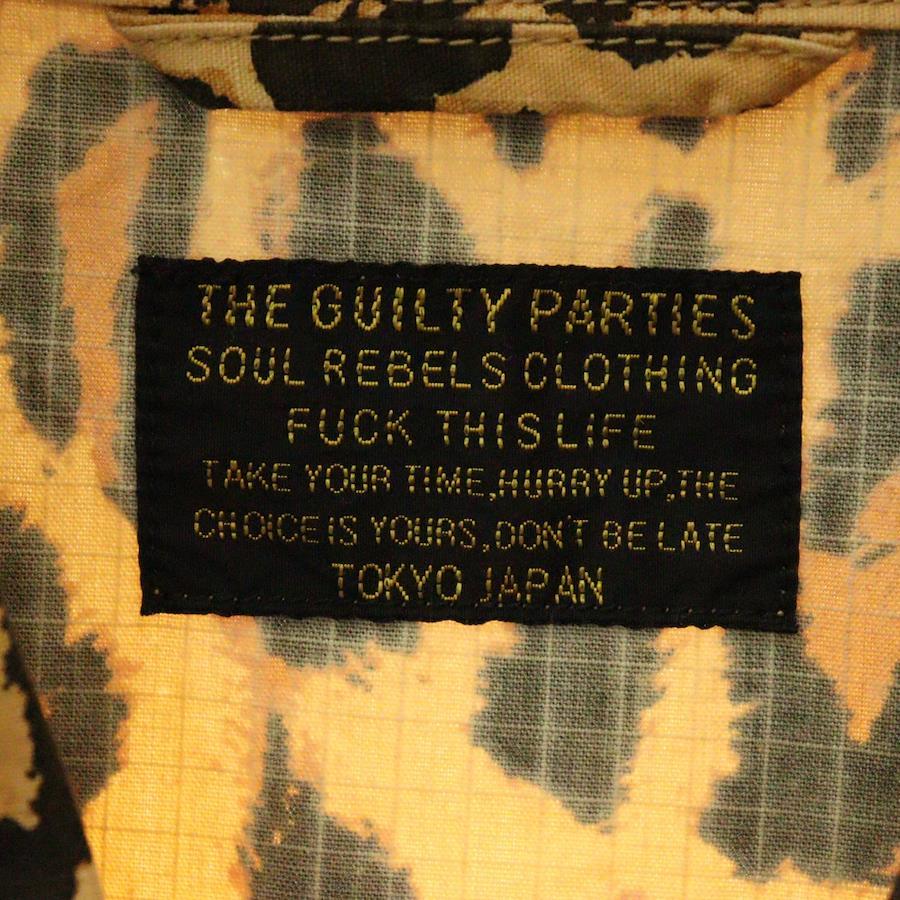 THE GUILTY PARTIES
SOUL REBELS CLOTHING
FUCK THIS LIFE
TAKE YOUR TIME,HURRY UP,THE
CHOICE IS YOURS,DON'T BE LATE
TOKYO JAPAN